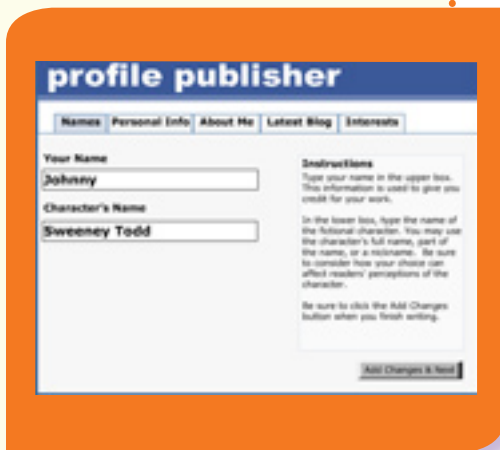 profile publisher
Names Personal Info About Me Latest Blog Interests
Your Name
Johnny
Character's Name
Sweeney Todd
Instructions
Type your name in the upper box.
This information is used to give you
credit for your work.
In the lower box, type the name of
the fictional character. You may use
the character's full name, part of
the name, or a nickname. Be sure
to consider how your choice can
affect readers' perceptions of the
character.
Be sure to click the Add Changes
button when you finish writing.
Add Changes & Next